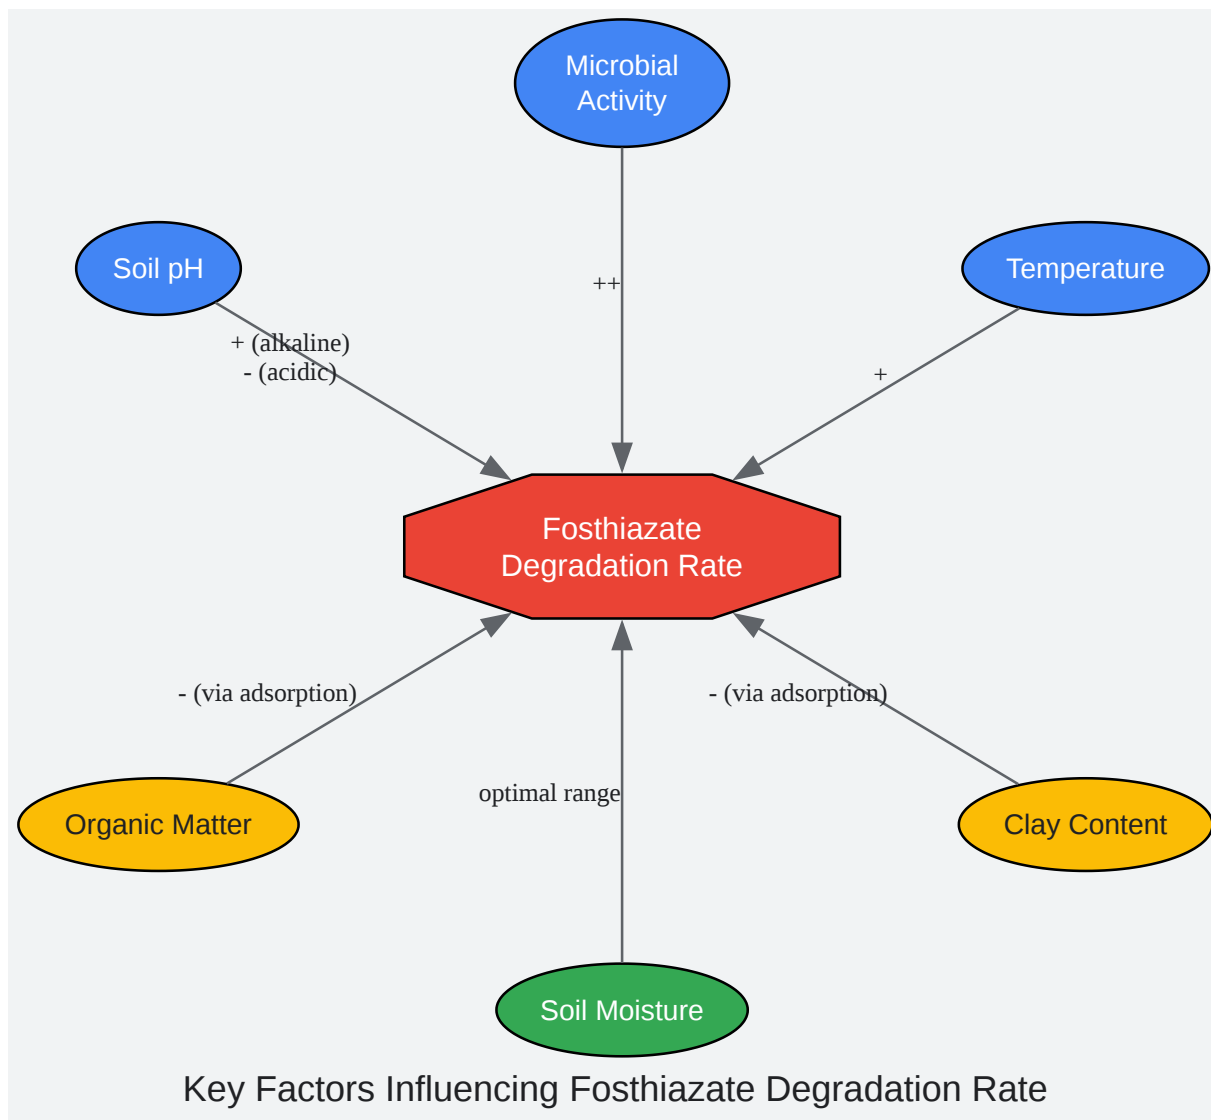 Microbial
Activity
Soil pH
Temperature
++
+ (alkaline)
- (acidic)
+
Fosthiazate
Degradation Rate
- (via adsorption)
- (via adsorption)
optimal range
Organic Matter
Clay Content
Soil Moisture
Key Factors Influencing Fosthiazate Degradation Rate